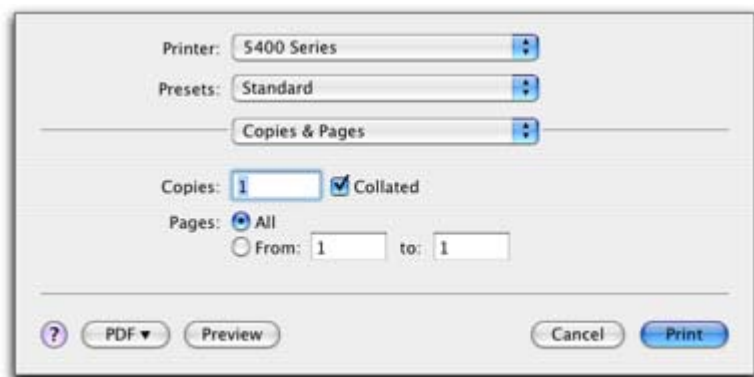 Printer: 5400 Series
Presets: Standard
Copies & Pages
Copies: 1 Collated
Pages: All
From: 1 to: 1
? PDF▼ Preview Cancel Print